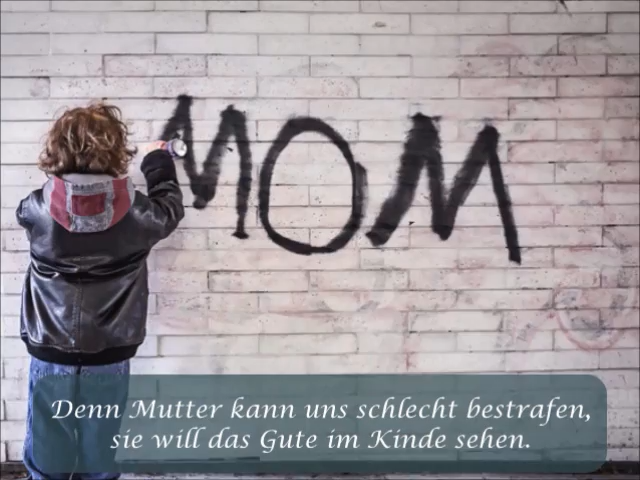 MOM
Denn Mutter kann uns schlecht bestrafen,
sie will das Gute im Kinde sehen.